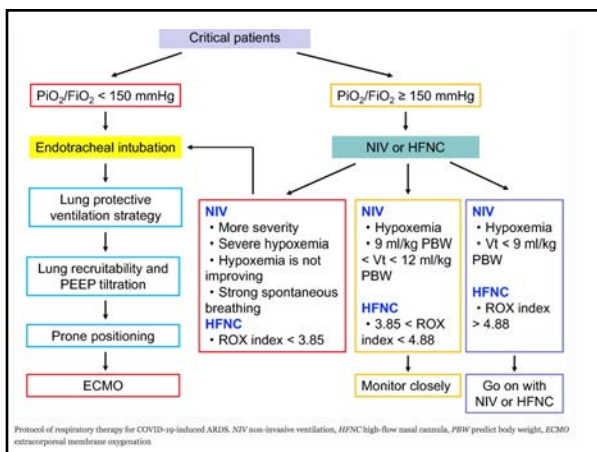 Critical patients
PiO₂/FiO₂ < 150 mmHg
PiO₂/FiO₂ ≥ 150 mmHg
Endotracheal intubation
NIV or HFNC
Lung protective
ventilation strategy
Lung recruitability and
PEEP tiltration
Prone positioning
ECMO
NIV
• More severity
• Severe hypoxemia
• Hypoxemia is not
improving
• Strong spontaneous
breathing
HFNC
• ROX index < 3.85
NIV
• Hypoxemia
• 9 ml/kg PBW
< Vt < 12 ml/kg
PBW
HFNC
• 3.85 < ROX
index < 4.88
Monitor closely
NIV
• Hypoxemia
• Vt < 9 ml/kg
PBW
HFNC
• ROX index
> 4.88
Go on with
NIV or HFNC
Protocol of respiratory therapy for COVID-19-induced ARDS. NIV non-invasive ventilation, HFNC high-flow nasal cannula, PBW predict body weight, ECMO
extracorporeal membrane oxygenation